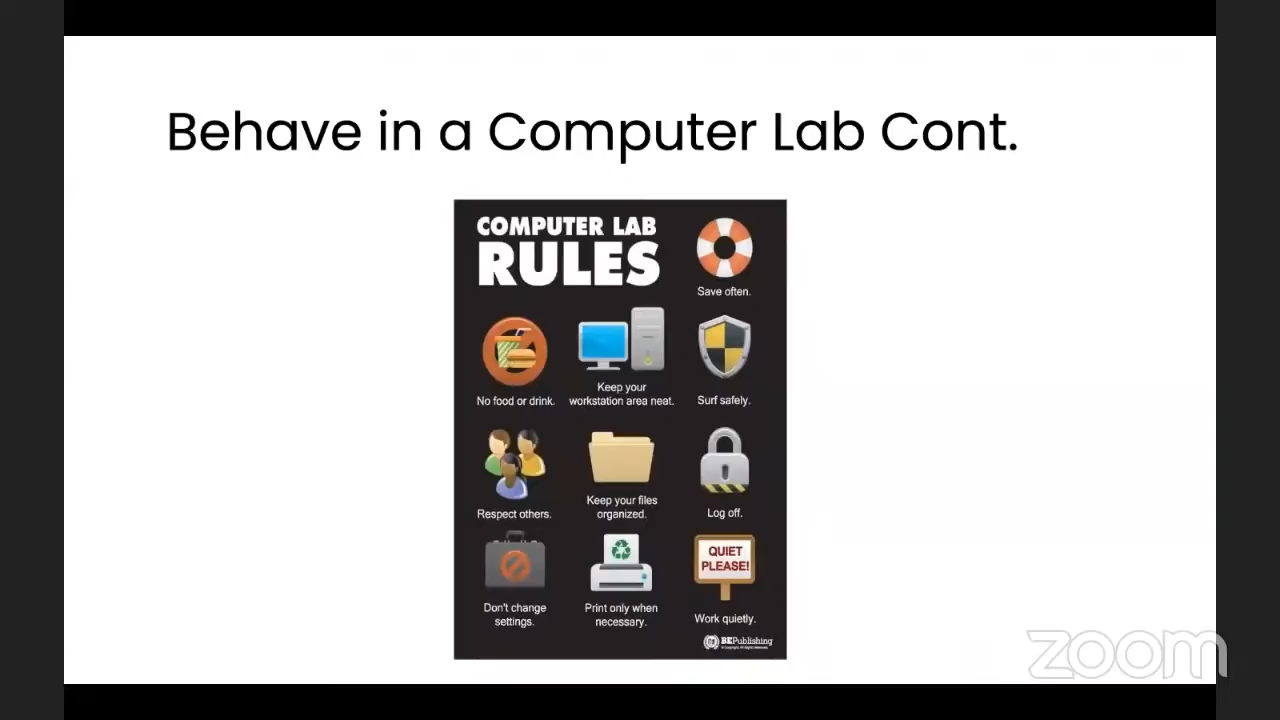 Behave in a Computer Lab Cont.
COMPUTER LAB
RULES
Save often.
No food or drink.
Keep your
workstation area neat.
Surf safely.
Respect others.
Keep your files
organized.
Log off.
Don't change
settings.
Print only when
necessary.
QUIET
PLEASE!
Work quietly.
BEPublishing
zoom